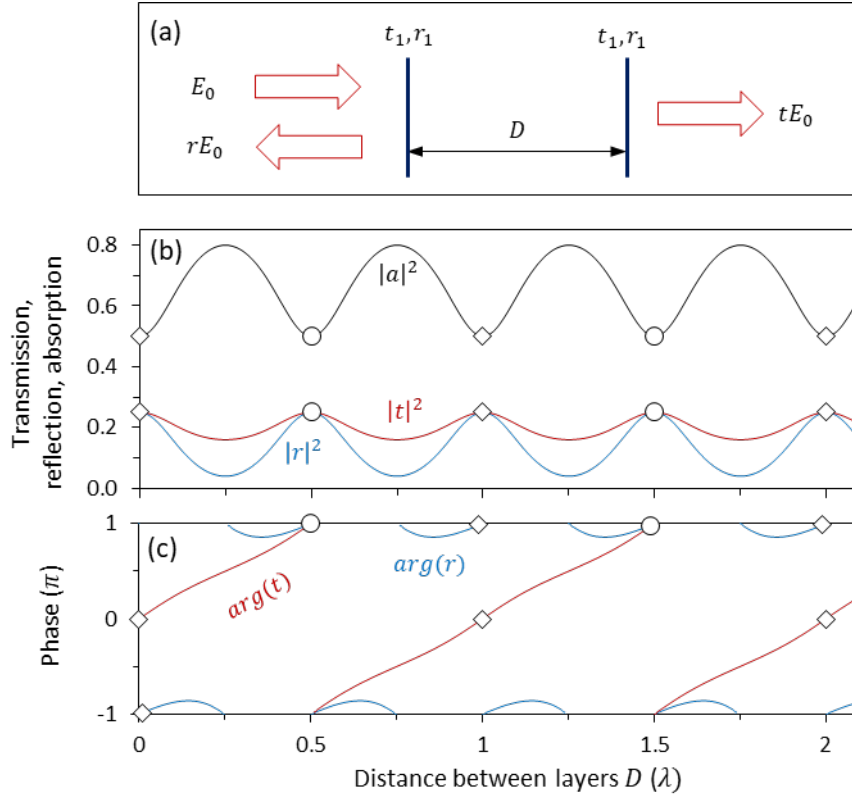 (a)
t₁, r₁
t₁, r₁
E₀
tE₀
D
rE₀
(b)
0.8
|a|²
0.6
0.4
|t|²
0.2
|r|²
0.0
Transmission,
reflection, absorption
(c)
1
arg(r)
arg(t)
0
-1
Phase (π)
0
0.5
1
1.5
2
Distance between layers D (λ)